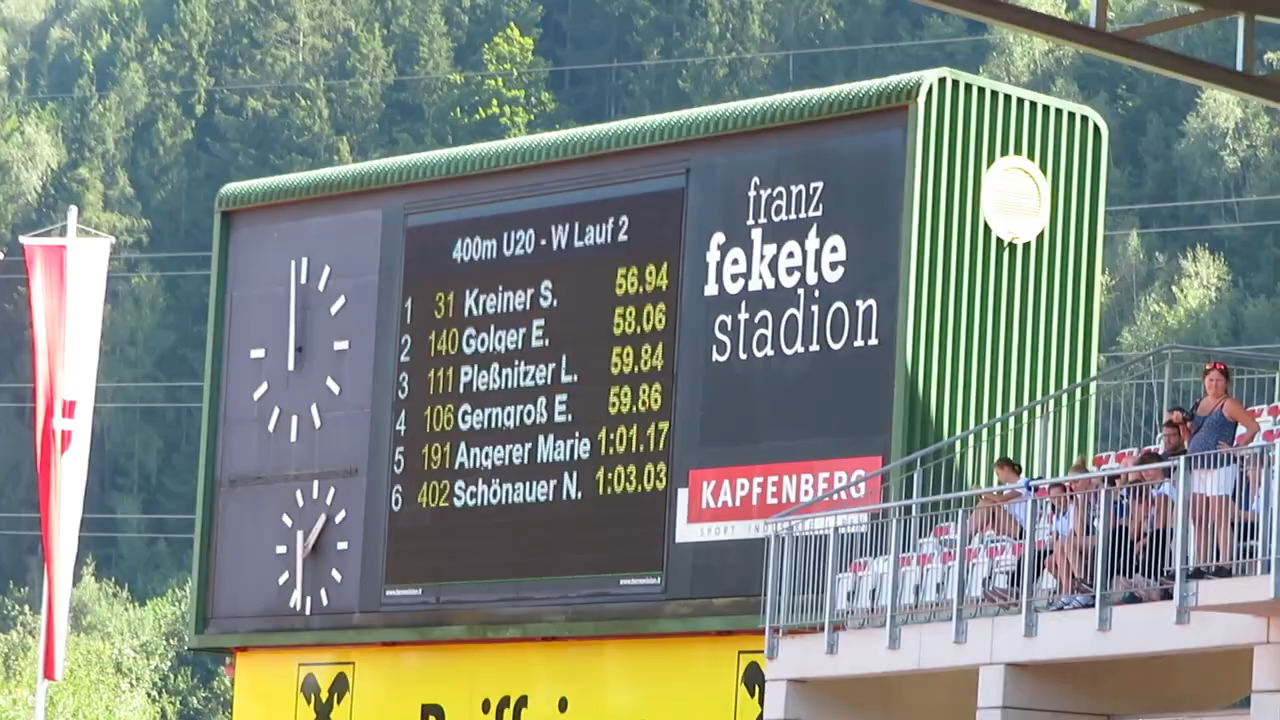 400m U20 - W Lauf 2
1 31 Kreiner S. 56.94
2 140 Golger E. 58.06
3 111 Pleßnitzer L. 59.84
4 106 Gerngroß E. 59.86
5 191 Angerer Marie 1:01.17
6 402 Schönauer N. 1:03.03
franz
fekete
stadion
KAPFENBERG
SPORT